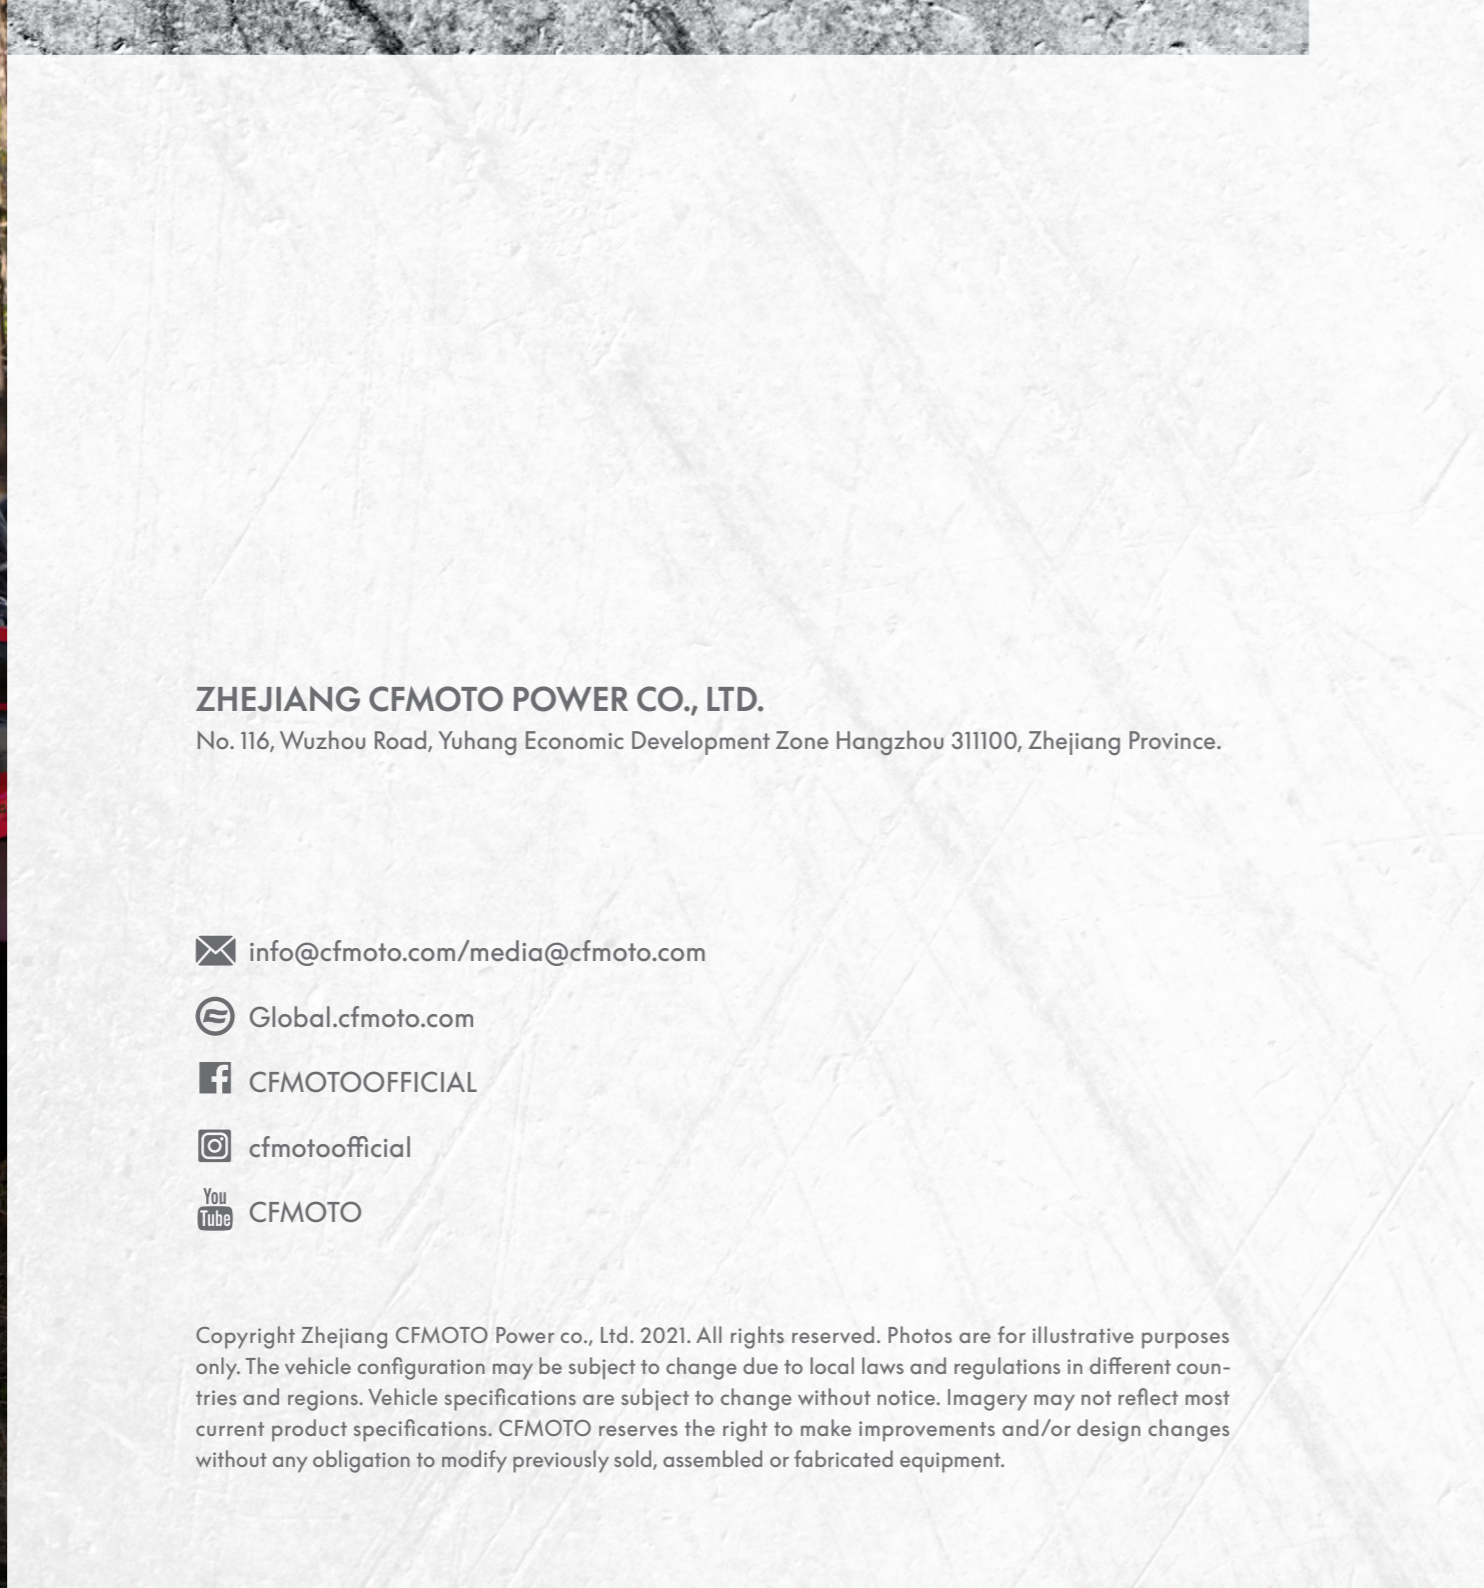 ZHEJIANG CFMOTO POWER CO., LTD.
No. 116, Wuzhou Road, Yuhang Economic Development Zone Hangzhou 311100, Zhejiang Province.
info@cfmoto.com/media@cfmoto.com
Global.cfmoto.com
CFMOTOOFFICIAL
cfmotoofficial
You
Tube CFMOTO
Copyright Zhejiang CFMOTO Power co., Ltd. 2021. All rights reserved. Photos are for illustrative purposes
only. The vehicle configuration may be subject to change due to local laws and regulations in different coun-
tries and regions. Vehicle specifications are subject to change without notice. Imagery may not reflect most
current product specifications. CFMOTO reserves the right to make improvements and/or design changes
without any obligation to modify previously sold, assembled or fabricated equipment.